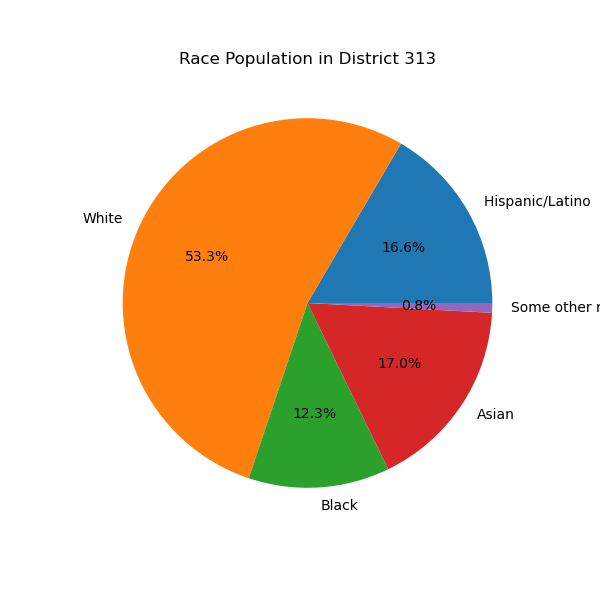 Race Population in District 313
Hispanic/Latino
White
53.3%
16.6%
0.8%
Some other
17.0%
12.3%
Asian
Black